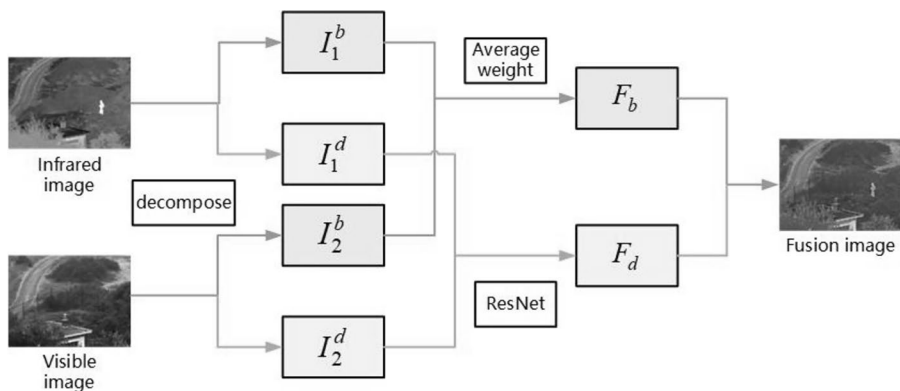 Infrared
image
decompose
Visible
image
I_1^b
I_1^d
I_2^b
I_2^d
Average
weight
ResNet
F_b
F_d
Fusion image